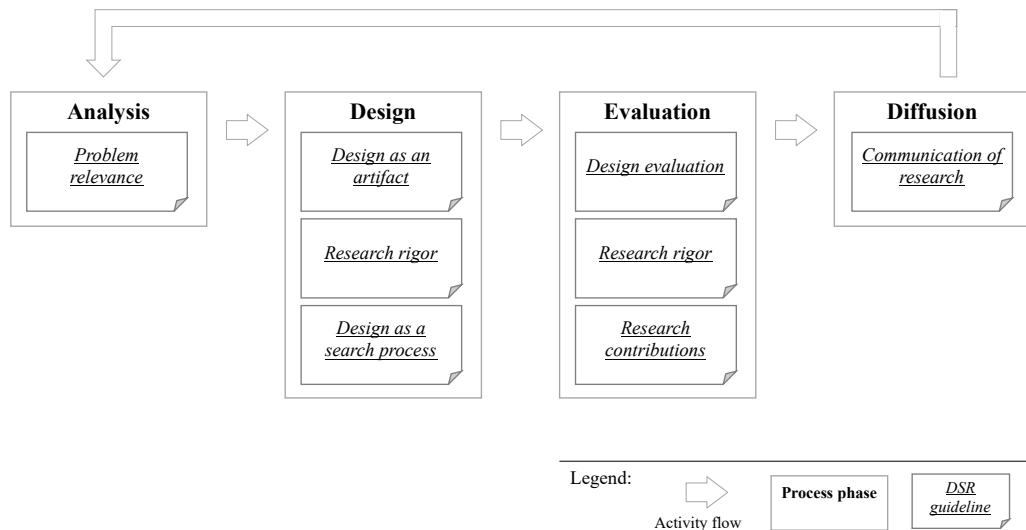 Analysis
Problem
relevance
Design
Design as an
artifact
Research rigor
Design as a
search process
Evaluation
Design evaluation
Research rigor
Research
contributions
Diffusion
Communication of
research
Legend:
Activity flow
Process phase
DSR
guideline